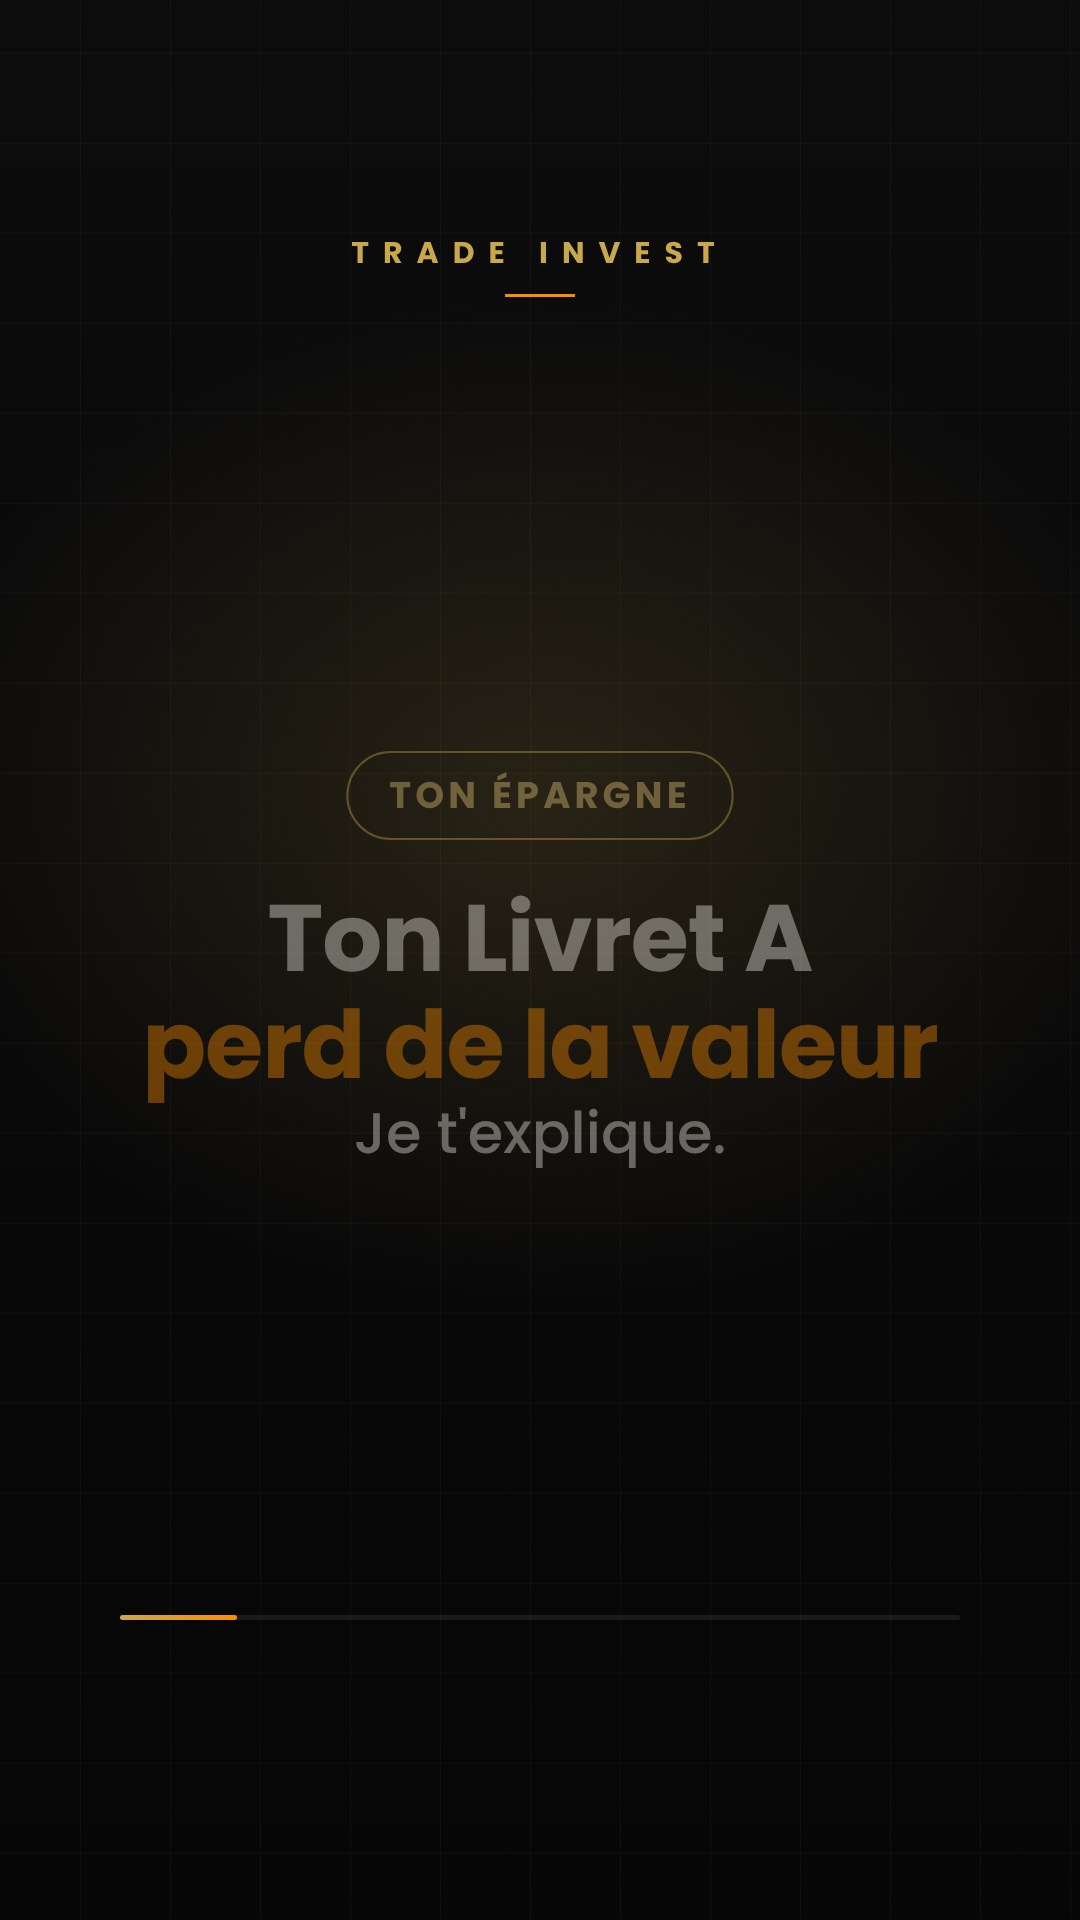 TRADE INVEST
TON ÉPARGNE
Ton Livret A
perd de la valeur
Je t'explique.